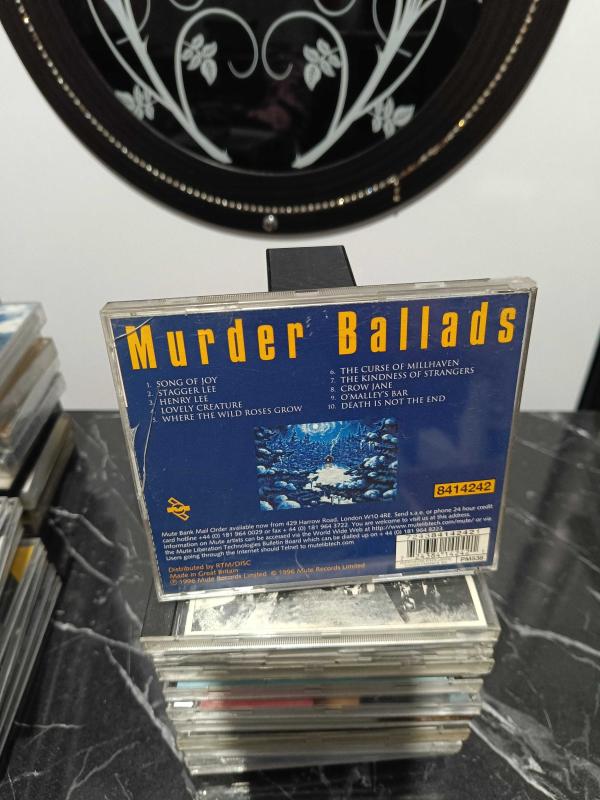 Murder Ballads
1. SONG OF JOY
2. STAGGER LEE
3. HENRY LEE
4. LOVELY CREATURE
5. WHERE THE WILD ROSES GROW
6. THE CURSE OF MILLHAVEN
7. THE KINDNESS OF STRANGERS
8. CROW JANE
9. O'MALLEY'S BAR
10. DEATH IS NOT THE END
8414242
Mute Bank Mail Order available now from 429 Harrow Road, London W10 4RE. Send s.a.e. or phone 24 hour credit
card hotline +44 (0) 181 964 0029 or fax + 64 (0) 181 964 3722. You are welcome to visit us at this address.
Information on Mute artists can be accessed via the World Wide Web at http://www.mutelibtech.com/mute/ or via
the Mute Liberation Technologies Bulletin Board which can be dialled up on + 44 (0) 181 964 8223.
Users going through the Internet should Telnet to mutelibtech.com
Distributed by RTM/DISC
Made in Great Britain
℗ 1996 Mute Records Limited © 1996 Mute Records Limited